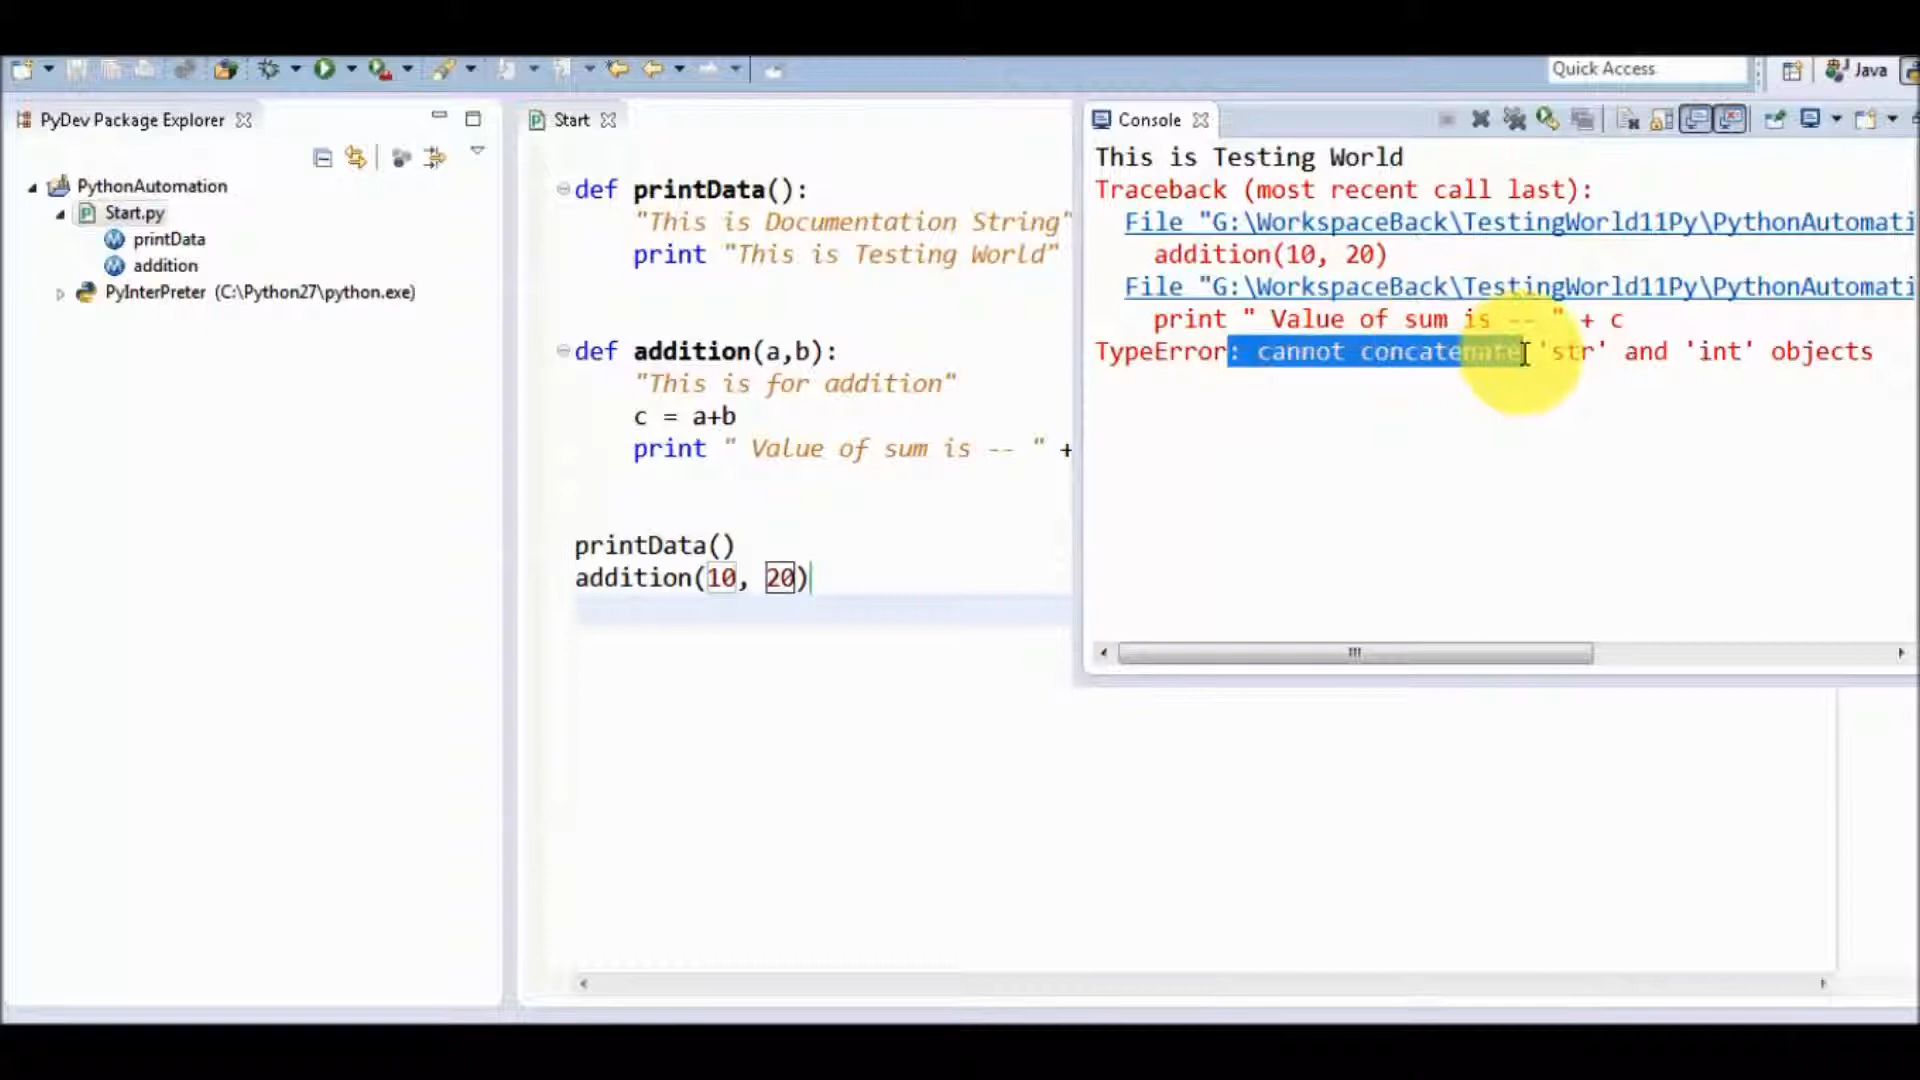 Quick Access
Java
PyDev Package Explorer
PythonAutomation
Start.py
printData
addition
PyInterPreter (C:\Python27\python.exe)
Start
def printData():
"This is Documentation String"
print "This is Testing World"
def addition(a,b):
"This is for addition"
c = a+b
print " Value of sum is -- " +
printData()
addition(10, 20)
Console
This is Testing World
Traceback (most recent call last):
File "G:\WorkspaceBack\TestingWorld11Py\PythonAutomati
addition(10, 20)
File "G:\WorkspaceBack\TestingWorld11Py\PythonAutomati
print " Value of sum is -- " + c
TypeError: cannot concatenate 'str' and 'int' objects